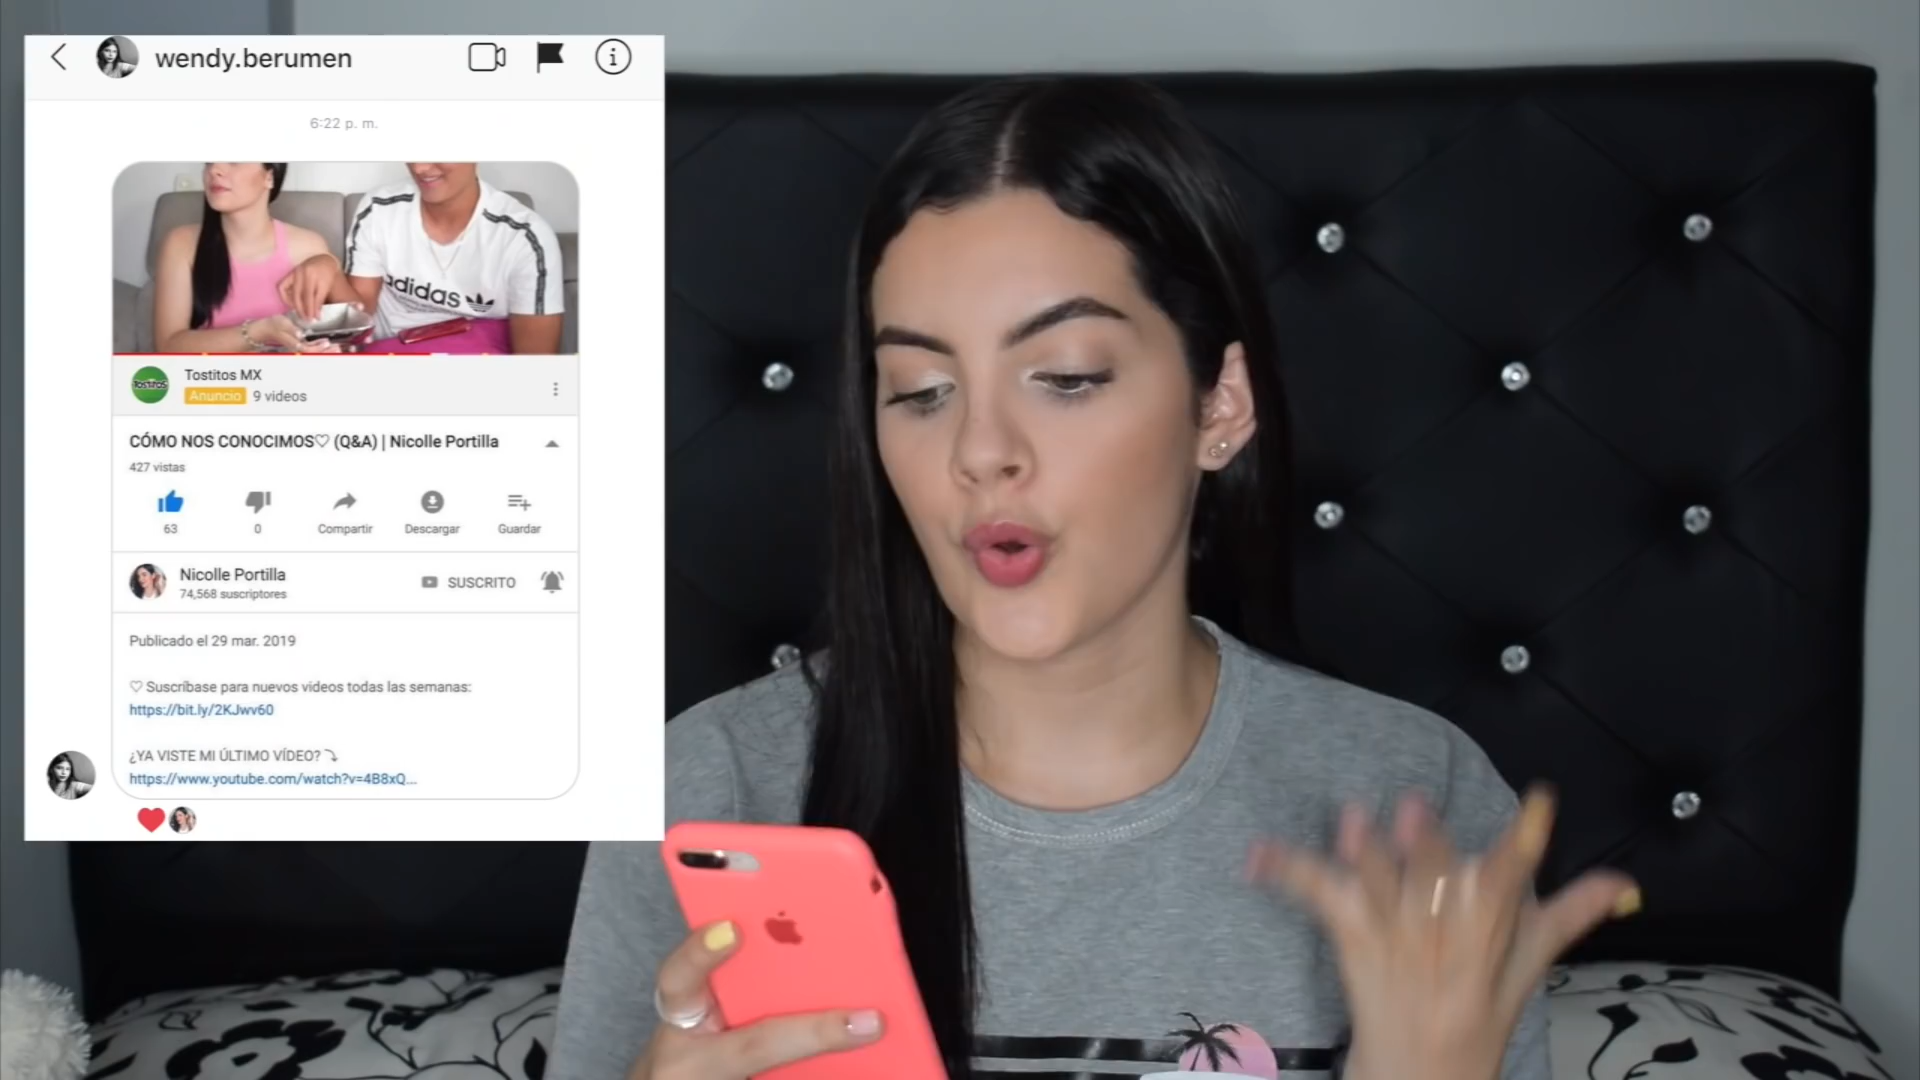 wendy.berumen
6:22 p. m.
adidas
TOSTITOS
Tostitos MX
Anuncio 9 videos
CÓMO NOS CONOCIMOS♡ (Q&A) | Nicolle Portilla
427 vistas
63 0 Compartir Descargar Guardar
Nicolle Portilla
SUSCRITO
74,568 suscriptores
Publicado el 29 mar. 2019
♡ Suscríbase para nuevos videos todas las semanas:
https://bit.ly/2KJwv60
¿YA VISTE MI ÚLTIMO VÍDEO? ⤵
https://www.youtube.com/watch?v=4B8xQ...